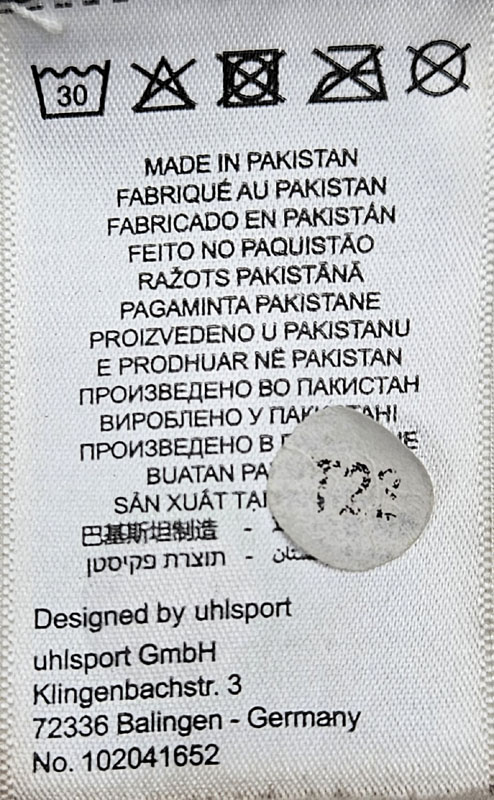 30
MADE IN PAKISTAN
FABRIQUÉ AU PAKISTAN
FABRICADO EN PAKISTÁN
FEITO NO PAQUISTÃO
RAŽOTS PAKISTĀNĀ
PAGAMINTA PAKISTANE
PROIZVEDENO U PAKISTANU
E PRODHUAR NË PAKISTAN
ПРОИЗВЕДЕНО ВО ПАКИСТАН
ВИРОБЛЕНО У
ПРОИЗВЕДЕНО В
BUATAN
SẢN XUẤT
巴基斯坦制造 -
תוצרת פקיסטן -
Designed by uhlsport
uhlsport GmbH
Klingenbachstr. 3
72336 Balingen - Germany
No. 102041652